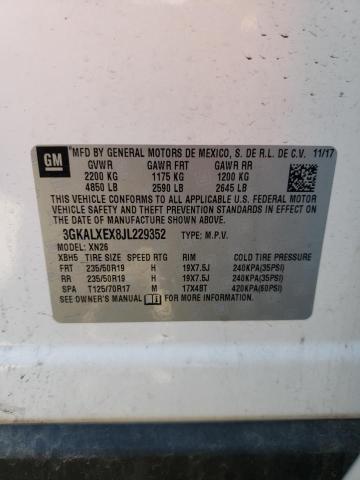 GM
MFD BY GENERAL MOTORS DE MEXICO, S. DE R.L. DE C.V. 11/17
GVWR GAWR FRT GAWR RR
2200 KG 1175 KG 1200 KG
4850 LB 2590 LB 2645 LB
THIS VEHICLE CONFORMS TO ALL APPLICABLE U.S. FEDERAL MOTOR
VEHICLE SAFETY AND THEFT PREVENTION STANDARDS
IN EFFECT ON THE DATE OF MANUFACTURE
SHOWN ABOVE.
3GKALXEX8JL229352 TYPE: M.P.V.
MODEL: XN26
XBH5 TIRE SIZE SPEED RTG RIM COLD TIRE PRESSURE
FRT 235/50R19 H 19X7.5J 240KPA(35PSI)
RR 235/50R19 H 19X7.5J 240KPA(35PSI)
SPA T125/70R17 M 17X4BT 420KPA(60PSI)
SEE OWNER'S MANUAL FOR MORE INFORMATION.